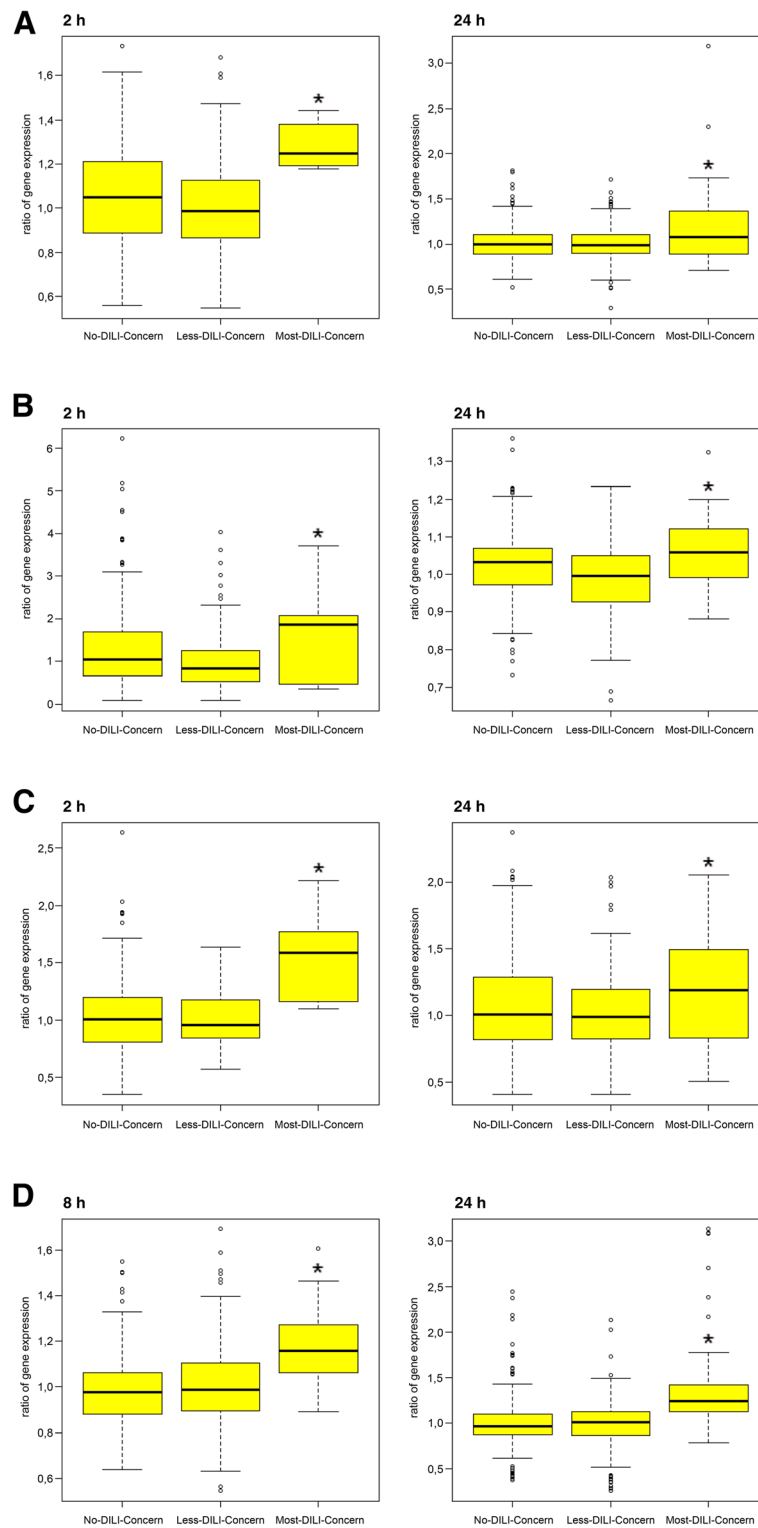 A
2 h
24 h
ratio of gene expression
1,6
1,4
1,2
1,0
0,8
0,6
No-DILI-Concern Less-DILI-Concern Most-DILI-Concern
ratio of gene expression
3,0
2,5
2,0
1,5
1,0
0,5
No-DILI-Concern Less-DILI-Concern Most-DILI-Concern
B
2 h
24 h
ratio of gene expression
6
5
4
3
2
1
0
No-DILI-Concern Less-DILI-Concern Most-DILI-Concern
ratio of gene expression
1,3
1,2
1,1
1,0
0,9
0,8
0,7
No-DILI-Concern Less-DILI-Concern Most-DILI-Concern
C
2 h
24 h
ratio of gene expression
2,5
2,0
1,5
1,0
0,5
No-DILI-Concern Less-DILI-Concern Most-DILI-Concern
ratio of gene expression
2,0
1,5
1,0
0,5
No-DILI-Concern Less-DILI-Concern Most-DILI-Concern
D
8 h
24 h
ratio of gene expression
1,6
1,4
1,2
1,0
0,8
0,6
No-DILI-Concern Less-DILI-Concern Most-DILI-Concern
ratio of gene expression
3,0
2,5
2,0
1,5
1,0
0,5
No-DILI-Concern Less-DILI-Concern Most-DILI-Concern